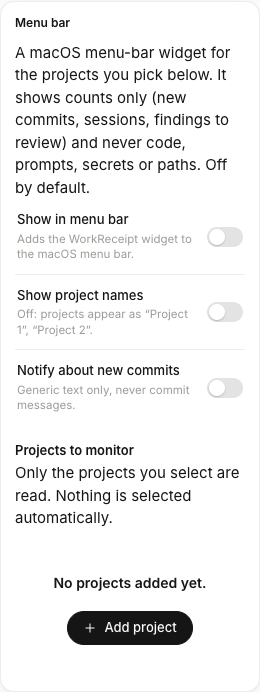 Menu bar
A macOS menu-bar widget for
the projects you pick below. It
shows counts only (new
commits, sessions, findings to
review) and never code,
prompts, secrets or paths. Off
by default.
Show in menu bar
Adds the WorkReceipt widget to
the macOS menu bar.
Show project names
Off: projects appear as “Project
1”, “Project 2”.
Notify about new commits
Generic text only, never commit
messages.
Projects to monitor
Only the projects you select are
read. Nothing is selected
automatically.
No projects added yet.
+ Add project